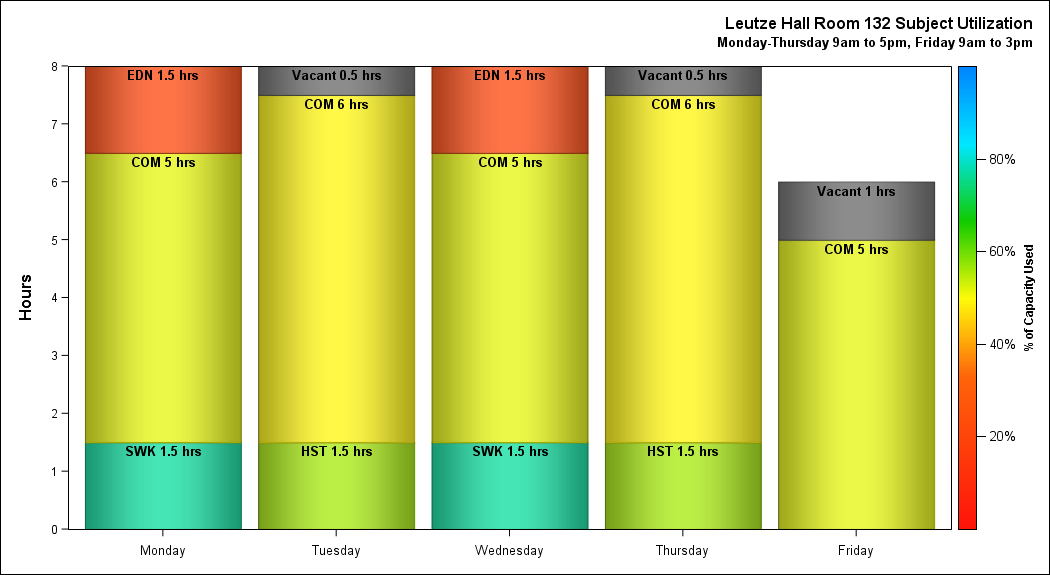 Leutze Hall Room 132 Subject Utilization
Monday-Thursday 9am to 5pm, Friday 9am to 3pm
Hours
8
7
6
5
4
3
2
1
0
EDN 1.5 hrs
COM 5 hrs
SWK 1.5 hrs
Vacant 0.5 hrs
COM 6 hrs
HST 1.5 hrs
EDN 1.5 hrs
COM 5 hrs
SWK 1.5 hrs
Vacant 0.5 hrs
COM 6 hrs
HST 1.5 hrs
Vacant 1 hrs
COM 5 hrs
Monday
Tuesday
Wednesday
Thursday
Friday
80%
60%
40%
20%
% of Capacity Used